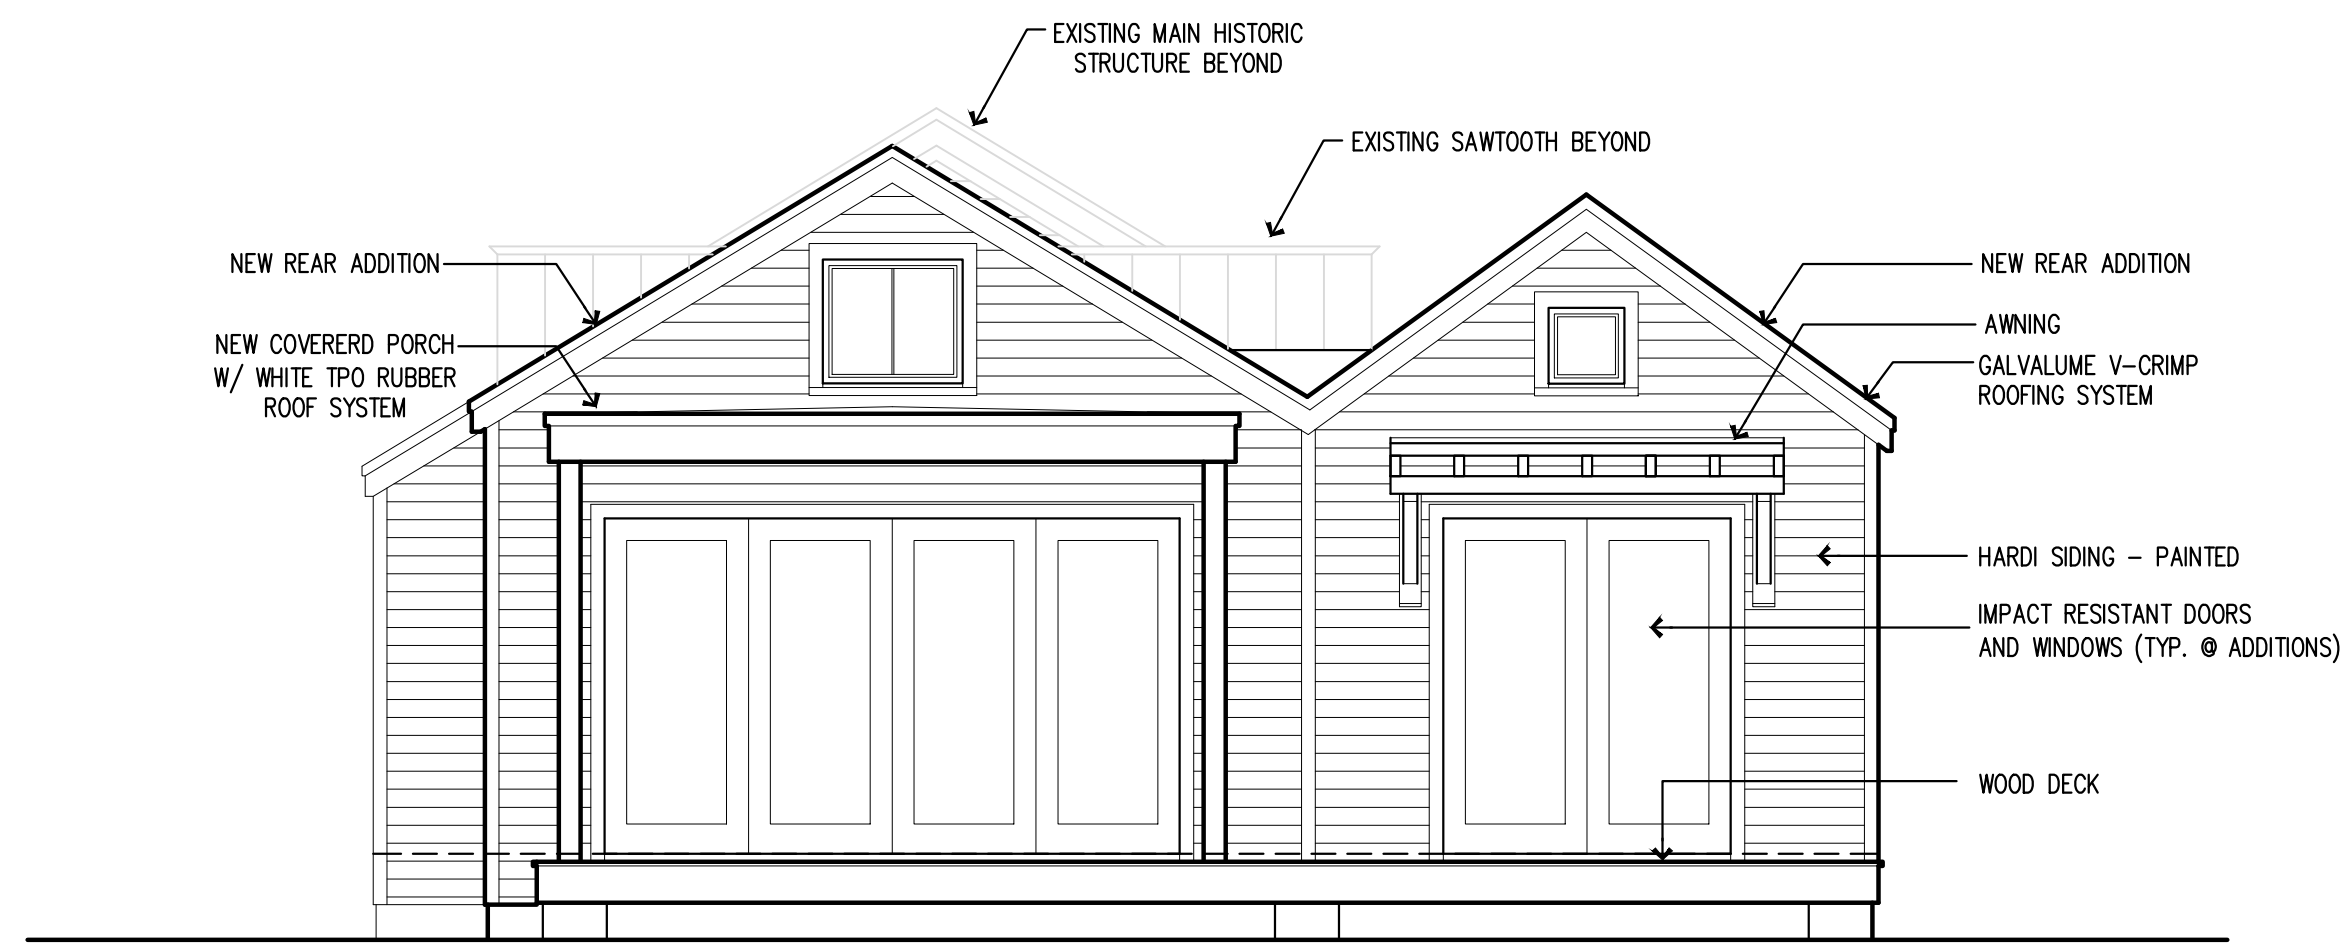 EXISTING MAIN HISTORIC
STRUCTURE BEYOND
EXISTING SAWTOOTH BEYOND
NEW REAR ADDITION
NEW COVERERD PORCH
W/ WHITE TPO RUBBER
ROOF SYSTEM
NEW REAR ADDITION
AWNING
GALVALUME V-CRIMP
ROOFING SYSTEM
HARDI SIDING - PAINTED
IMPACT RESISTANT DOORS
AND WINDOWS (TYP. @ ADDITIONS)
WOOD DECK